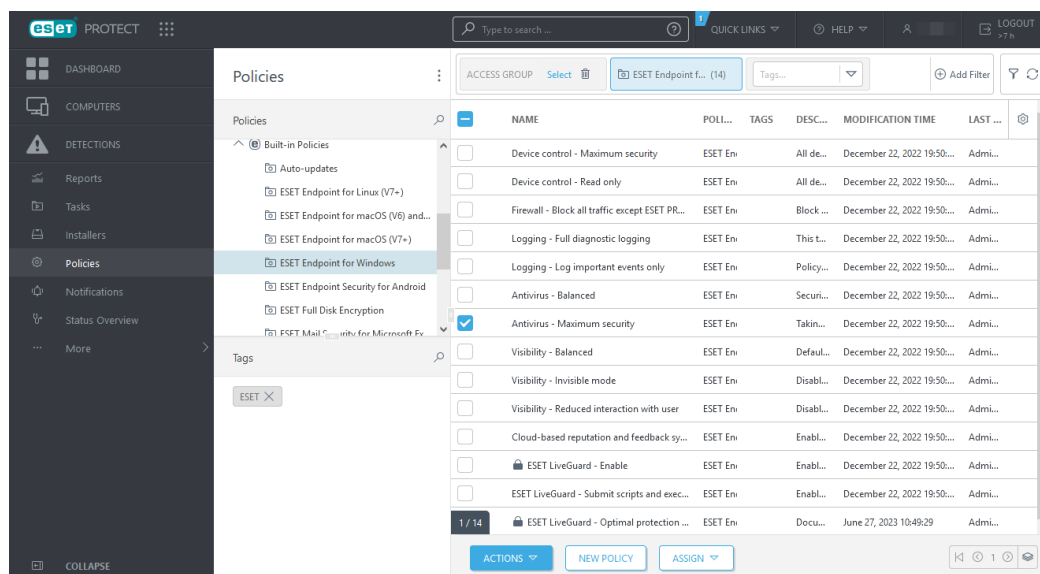 eset PROTECT
Type to search ...
1
QUICK LINKS
HELP
LOGOUT
>7 h
DASHBOARD
COMPUTERS
DETECTIONS
Reports
Tasks
Installers
Policies
Notifications
Status Overview
More
COLLAPSE
Policies
Policies
Built-in Policies
Auto-updates
ESET Endpoint for Linux (V7+)
ESET Endpoint for macOS (V6) and...
ESET Endpoint for macOS (V7+)
ESET Endpoint for Windows
ESET Endpoint Security for Android
ESET Full Disk Encryption
ESET Mail Security for Microsoft Ex
Tags
ESET
ACCESS GROUP Select ESET Endpoint f... (14) Tags... Add Filter
NAME POLI... TAGS DESC... MODIFICATION TIME LAST ...
Device control - Maximum security ESET En All de... December 22, 2022 19:50:... Admi...
Device control - Read only ESET En All de... December 22, 2022 19:50:... Admi...
Firewall - Block all traffic except ESET PR... ESET En Block ... December 22, 2022 19:50:... Admi...
Logging - Full diagnostic logging ESET En This t... December 22, 2022 19:50:... Admi...
Logging - Log important events only ESET En Policy... December 22, 2022 19:50:... Admi...
Antivirus - Balanced ESET En Securi... December 22, 2022 19:50:... Admi...
Antivirus - Maximum security ESET En Takin... December 22, 2022 19:50:... Admi...
Visibility - Balanced ESET En Defaul... December 22, 2022 19:50:... Admi...
Visibility - Invisible mode ESET En Disabl... December 22, 2022 19:50:... Admi...
Visibility - Reduced interaction with user ESET En Disabl... December 22, 2022 19:50:... Admi...
Cloud-based reputation and feedback sy... ESET En Enabl... December 22, 2022 19:50:... Admi...
ESET LiveGuard - Enable ESET En Enabl... December 22, 2022 19:50:... Admi...
ESET LiveGuard - Submit scripts and exec... ESET En Enabl... December 22, 2022 19:50:... Admi...
ESET LiveGuard - Optimal protection ... ESET En Docu... June 27, 2023 10:49:29 Admi...
1 / 14
ACTIONS NEW POLICY ASSIGN 1